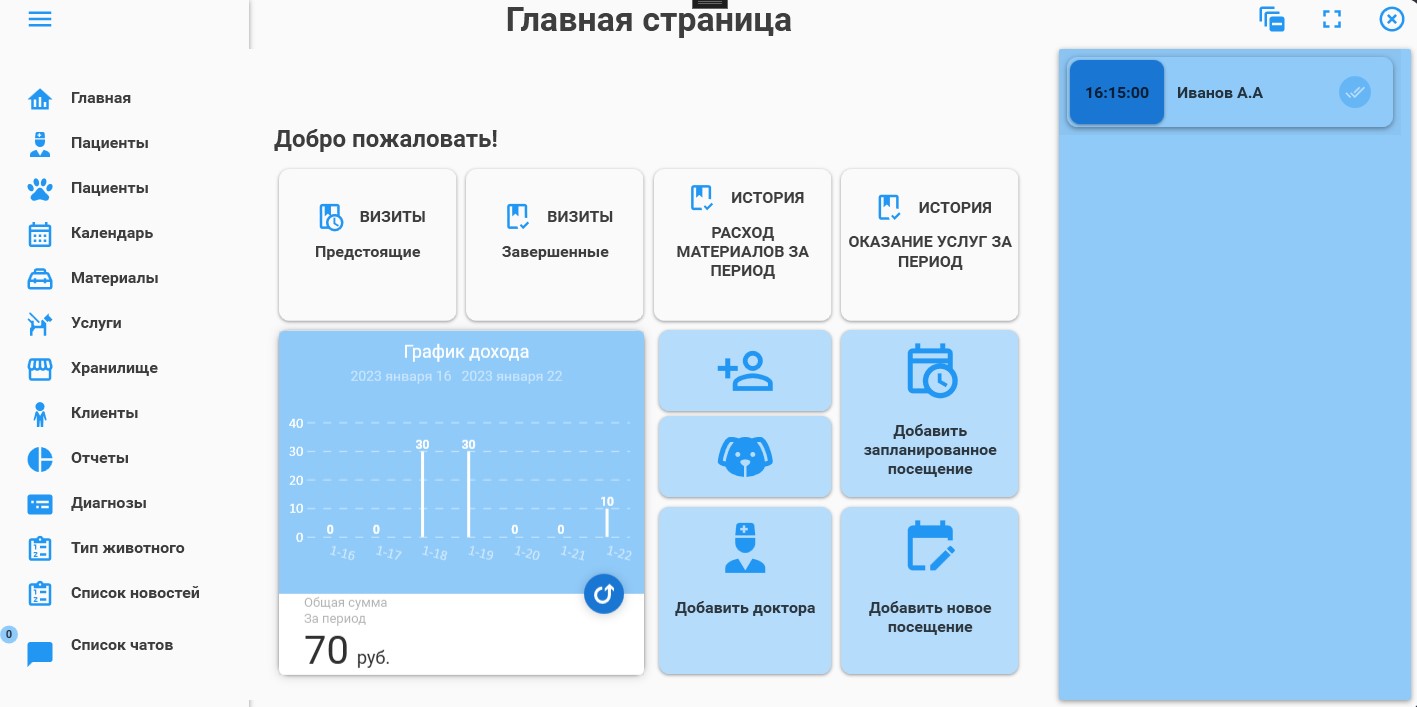 Главная страница
Главная
Пациенты
Пациенты
Календарь
Материалы
Услуги
Хранилище
Клиенты
Отчеты
Диагнозы
Тип животного
Список новостей
0
Список чатов
Добро пожаловать!
ВИЗИТЫ
Предстоящие
ВИЗИТЫ
Завершенные
ИСТОРИЯ
РАСХОД
МАТЕРИАЛОВ ЗА
ПЕРИОД
ИСТОРИЯ
ОКАЗАНИЕ УСЛУГ ЗА
ПЕРИОД
График дохода
2023 января 16 2023 января 22
40
30
20
10
0
0 0 30 30 0 0 10
1-16 1-17 1-18 1-19 1-20 1-21 1-22
Общая сумма
За период
70 руб.
Добавить
запланированное
посещение
Добавить доктора
Добавить новое
посещение
16:15:00 Иванов А.А